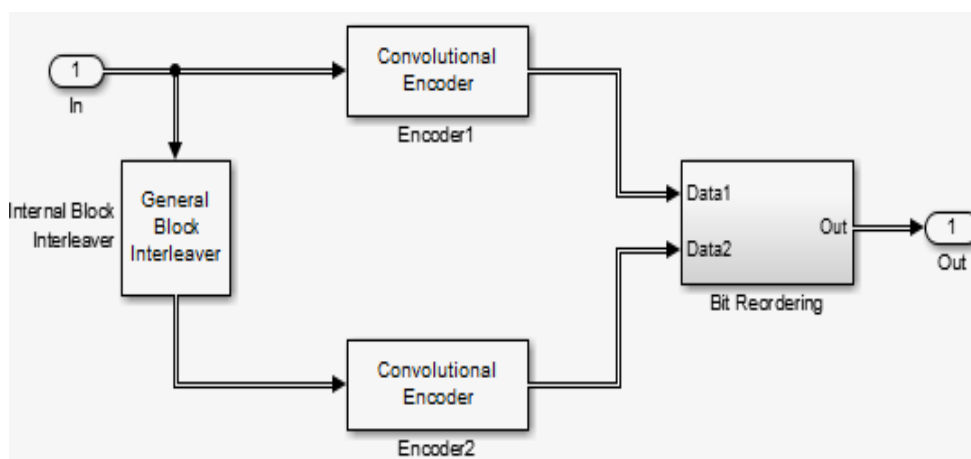 1
In
Convolutional
Encoder
Encoder1
Internal Block
Interleaver
General
Block
Interleaver
Data1
Data2
Out
Bit Reordering
1
Out
Convolutional
Encoder
Encoder2